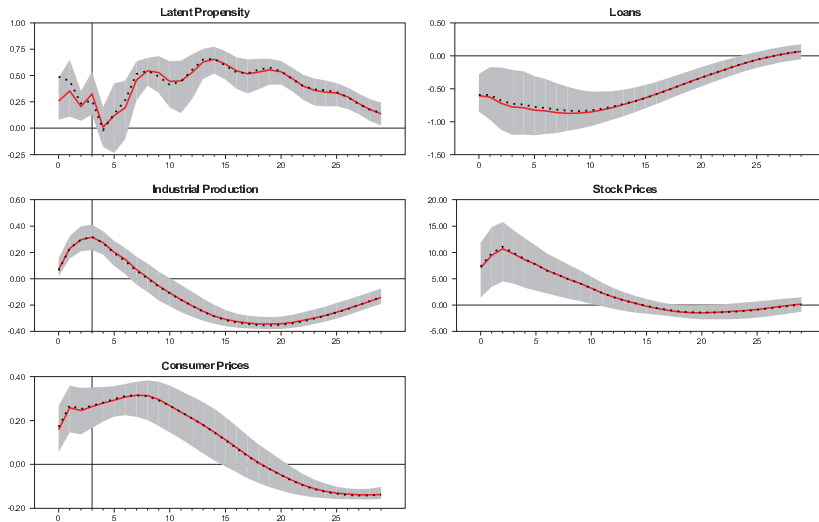 Latent Propensity
1.00
0.75
0.50
0.25
0.00
-0.25
0 5 10 15 20 25
Loans
0.50
0.00
-0.50
-1.00
-1.50
0 5 10 15 20 25
Industrial Production
0.60
0.40
0.20
0.00
-0.20
-0.40
0 5 10 15 20 25
Stock Prices
20.00
15.00
10.00
5.00
0.00
-5.00
0 5 10 15 20 25
Consumer Prices
0.40
0.20
0,00
-0.20
0 5 10 15 20 25